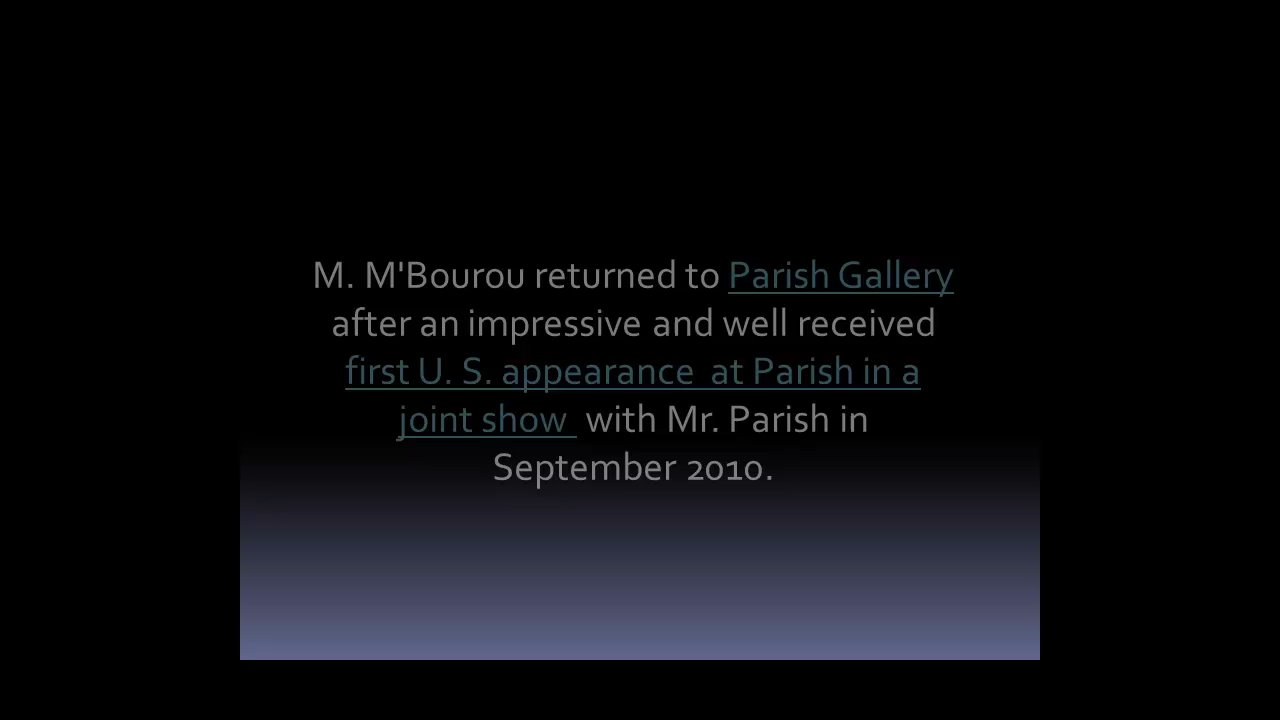 M. M'Bourou returned to Parish Gallery
after an impressive and well received
first U. S. appearance  at Parish in a
joint show  with Mr. Parish in
September 2010.